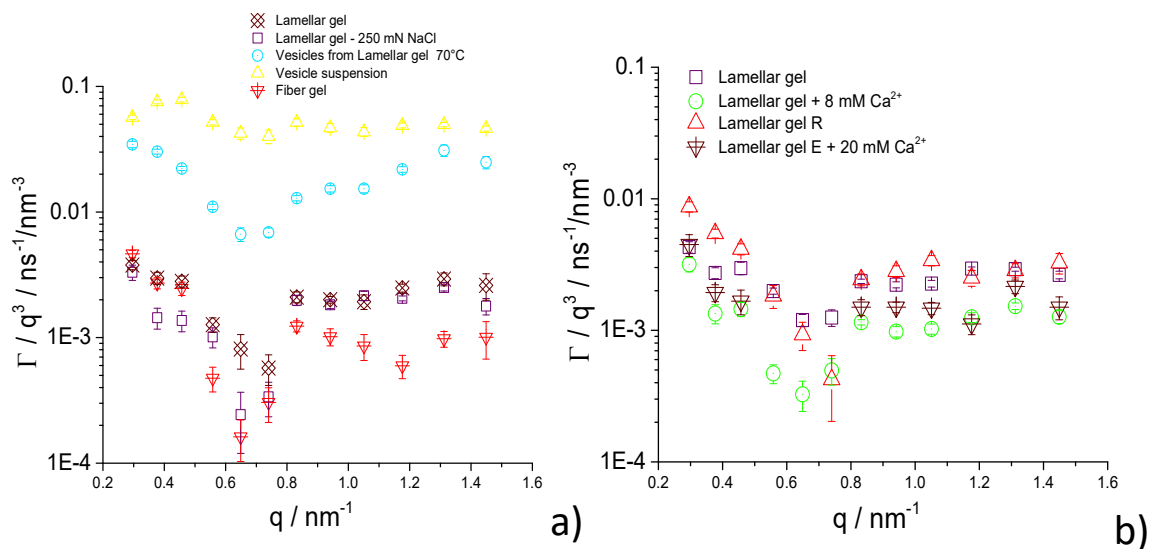 Lamellar gel
Lamellar gel - 250 mN NaCl
Vesicles from Lamellar gel 70°C
Vesicle suspension
Fiber gel
0.1
0.01
1E-3
1E-4
Γ / q³ / ns⁻¹/nm⁻³
0.2 0.4 0.6 0.8 1.0 1.2 1.4 1.6
q / nm⁻¹
a)
Lamellar gel
Lamellar gel + 8 mM Ca²⁺
Lamellar gel R
Lamellar gel E + 20 mM Ca²⁺
0.1
0.01
1E-3
1E-4
Γ / q³ / ns⁻¹/nm⁻³
0.2 0.4 0.6 0.8 1.0 1.2 1.4 1.6
q / nm⁻¹
b)